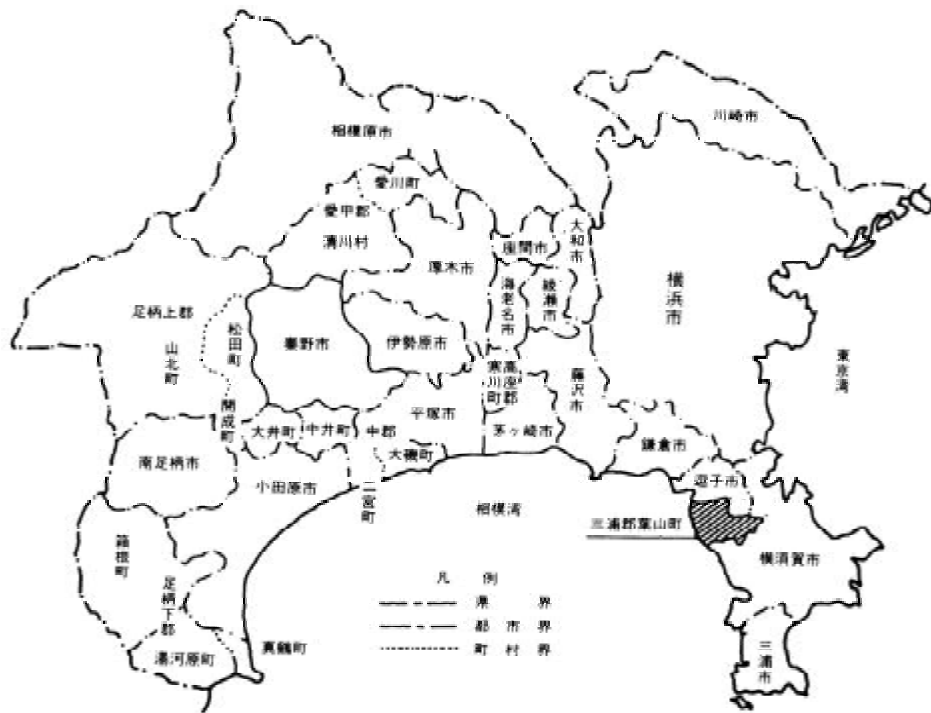 川崎市
相模原市
愛川町
愛甲郡
清川村
大和市
座間市
厚木市
海老名市
綾瀬市
横浜市
足柄上郡
山北町
松田町
秦野市
伊勢原市
高座郡
寒川町
藤沢市
東京湾
開成町
大井町
中井町
中郡
平塚市
茅ヶ崎市
鎌倉市
大磯町
南足柄市
小田原市
二宮町
逗子市
相模湾
三浦郡葉山町
横須賀市
箱根町
足柄下郡
湯河原町
真鶴町
三浦市
凡例
県界
郡市界
町村界